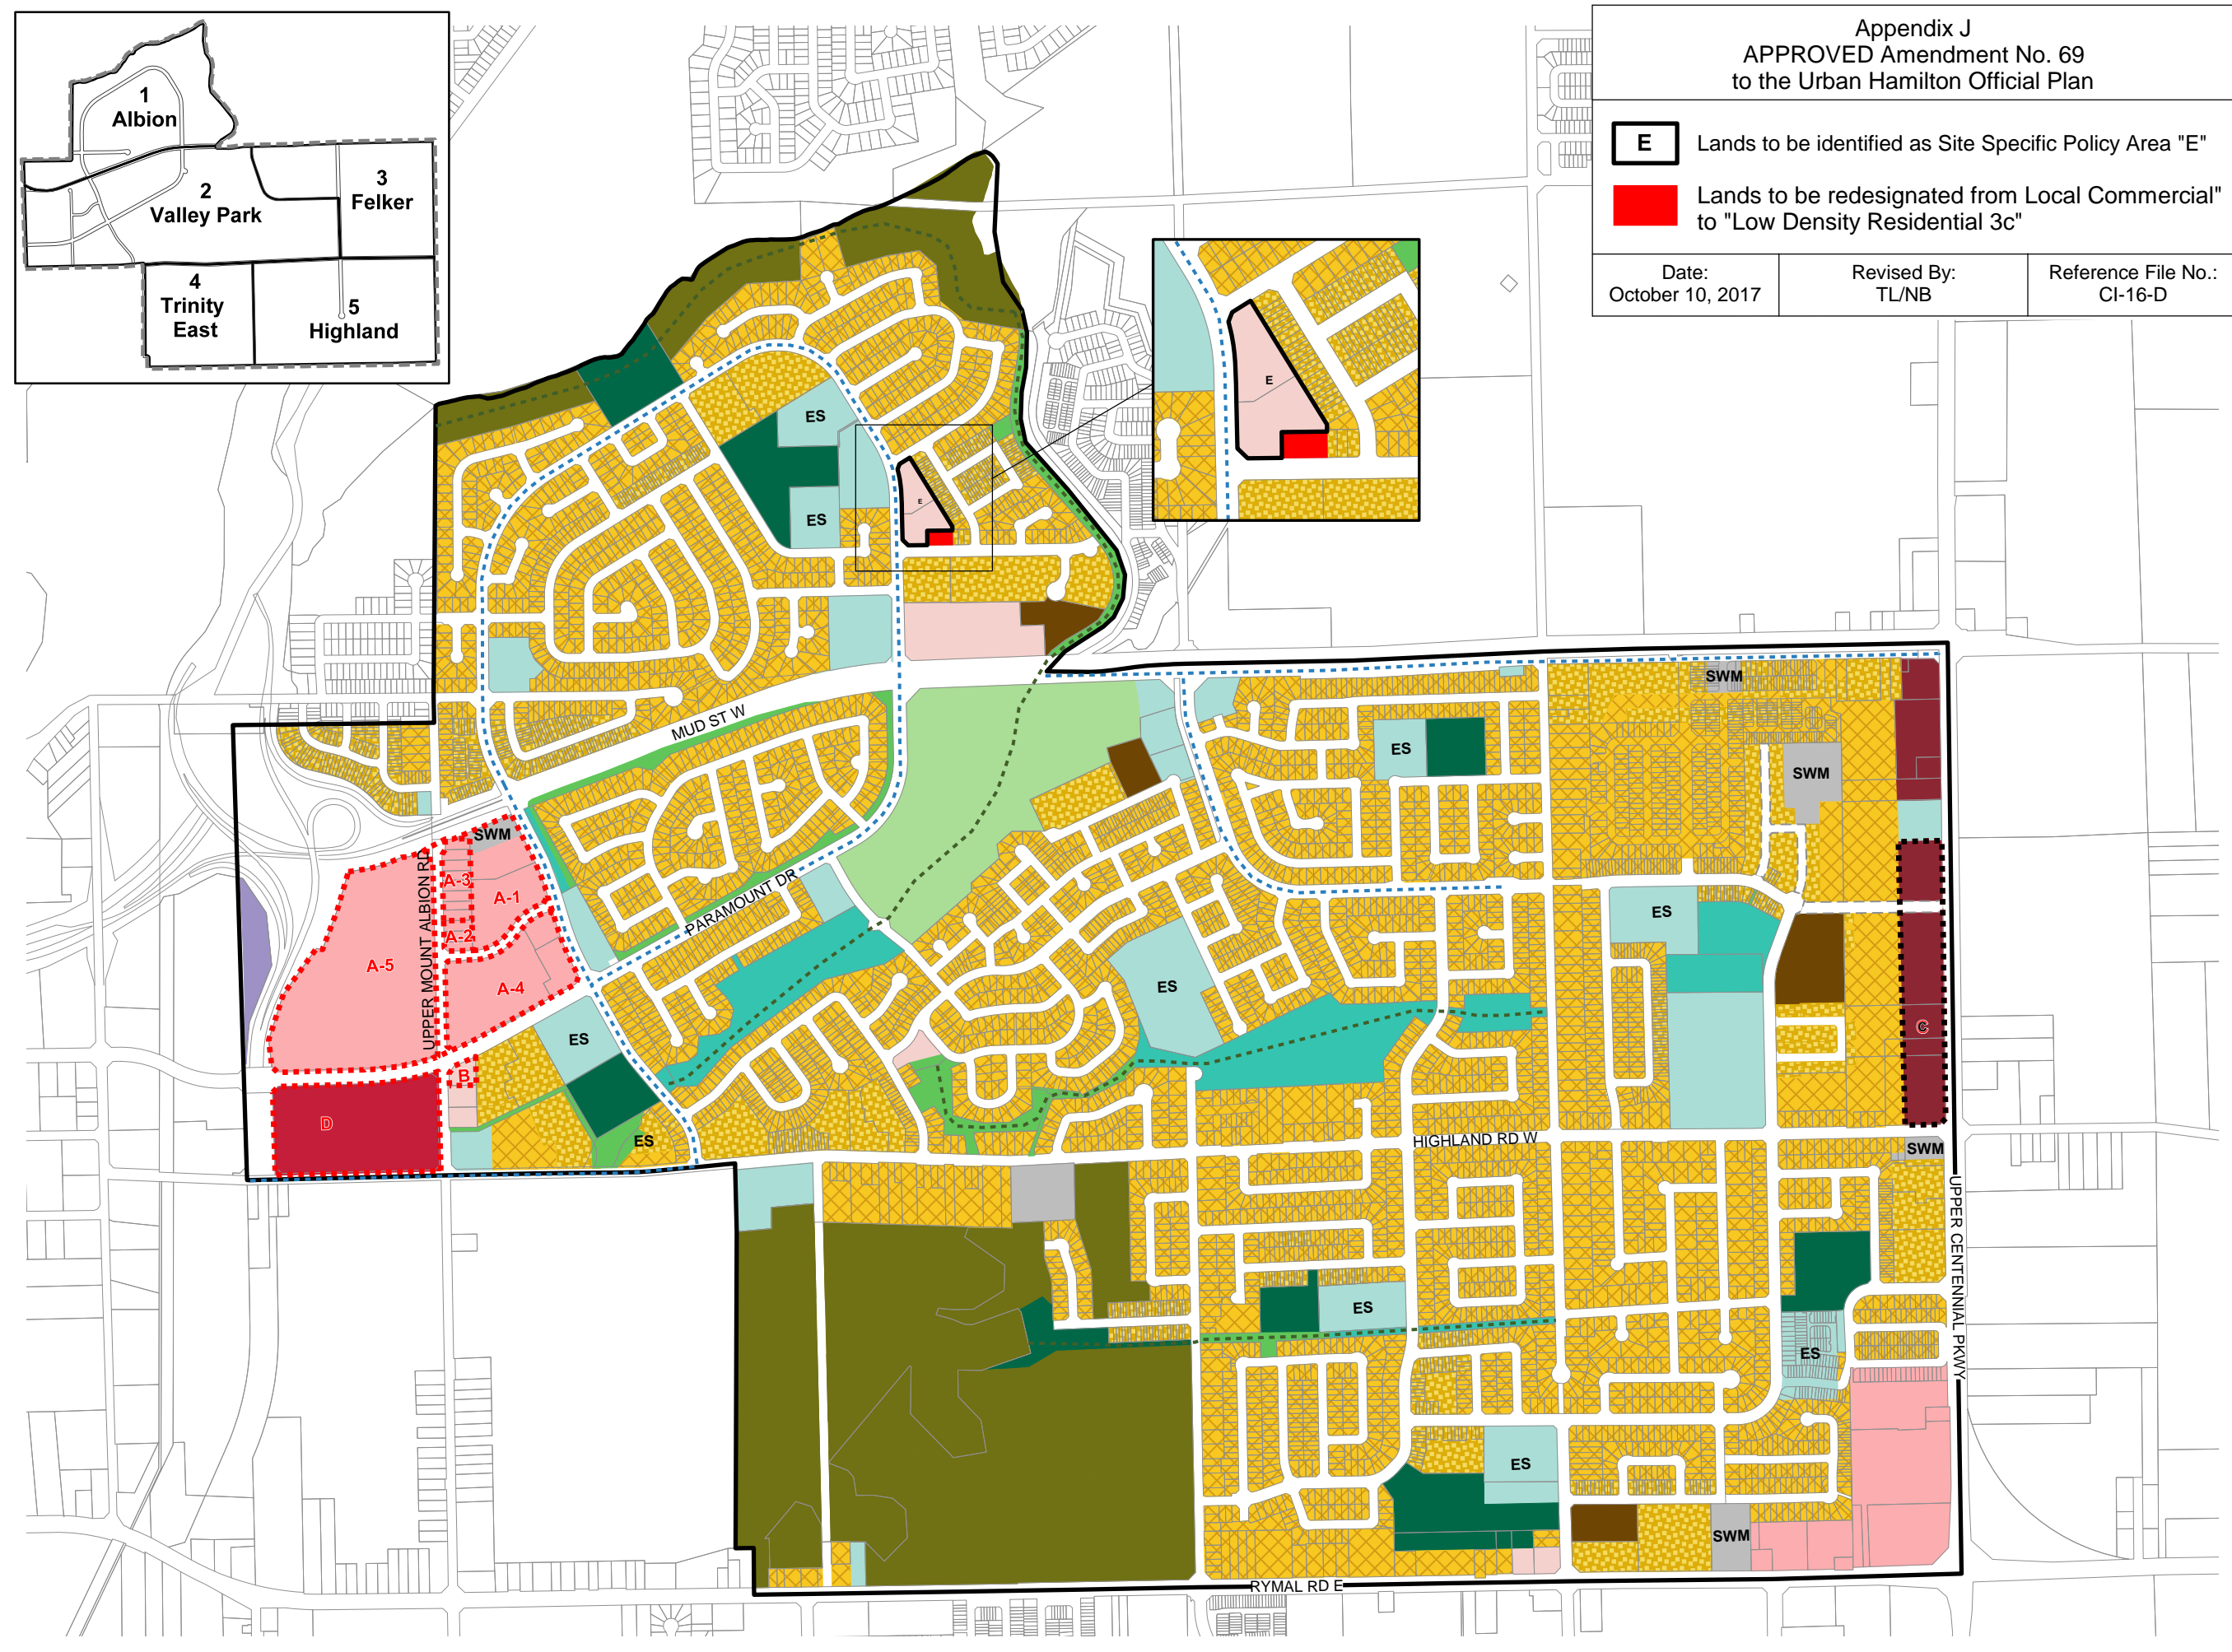 Appendix J
APPROVED Amendment No. 69
to the Urban Hamilton Official Plan
E
Lands to be identified as Site Specific Policy Area "E"
Lands to be redesignated from Local Commercial"
to "Low Density Residential 3c"
Date:
October 10, 2017
Revised By:
TL/NB
Reference File No.:
CI-16-D
1
Albion
2
Valley Park
3
Felker
4
Trinity
East
5
Highland
E
ES
ES
E
MUD ST W
SWM
SWM
ES
SWM
UPPER MOUNT ALBION RD
A-3
A-1
A-2
A-5
A-4
PARAMOUNT DR
ES
ES
ES
C
B
D
ES
HIGHLAND RD W
SWM
UPPER CENTENNIAL PKWY
ES
ES
ES
SWM
RYMAL RD E